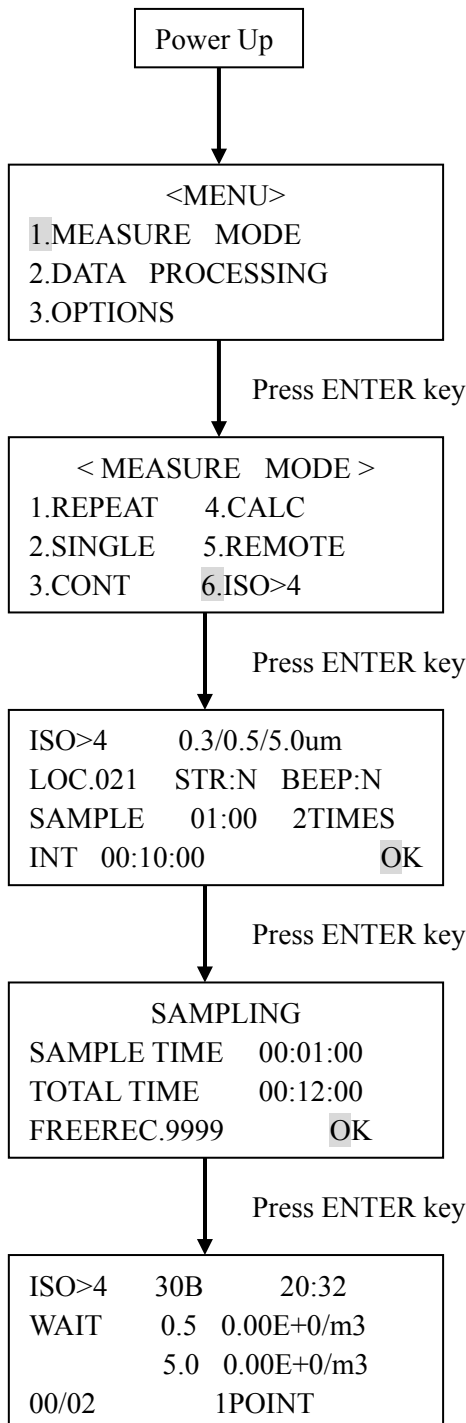 Power Up
<MENU>
1.MEASURE MODE
2.DATA PROCESSING
3.OPTIONS
Press ENTER key
< MEASURE MODE >
1.REPEAT 4.CALC
2.SINGLE 5.REMOTE
3.CONT 6.ISO>4
Press ENTER key
ISO>4 0.3/0.5/5.0um
LOC.021 STR:N BEEP:N
SAMPLE 01:00 2TIMES
INT 00:10:00 OK
Press ENTER key
SAMPLING
SAMPLE TIME 00:01:00
TOTAL TIME 00:12:00
FREEREC.9999 OK
Press ENTER key
ISO>4 30B 20:32
WAIT 0.5 0.00E+0/m3
5.0 0.00E+0/m3
00/02 1POINT